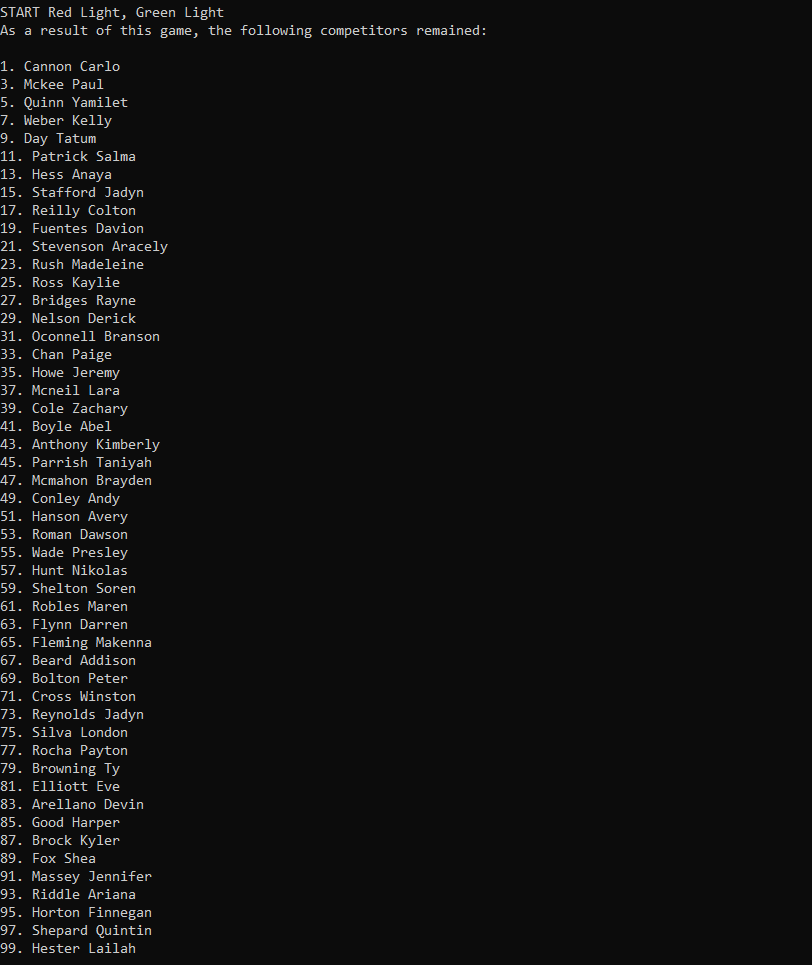 START Red Light, Green Light
As a result of this game, the following competitors remained:
1. Cannon Carlo
3. Mckee Paul
5. Quinn Yamilet
7. Weber Kelly
9. Day Tatum
11. Patrick Salma
13. Hess Anaya
15. Stafford Jadyn
17. Reilly Colton
19. Fuentes Davion
21. Stevenson Aracely
23. Rush Madeleine
25. Ross Kaylie
27. Bridges Rayne
29. Nelson Derick
31. Oconnell Branson
33. Chan Paige
35. Howe Jeremy
37. Mcneil Lara
39. Cole Zachary
41. Boyle Abel
43. Anthony Kimberly
45. Parrish Taniyah
47. Mcmahon Brayden
49. Conley Andy
51. Hanson Avery
53. Roman Dawson
55. Wade Presley
57. Hunt Nikolas
59. Shelton Soren
61. Robles Maren
63. Flynn Darren
65. Fleming Makenna
67. Beard Addison
69. Bolton Peter
71. Cross Winston
73. Reynolds Jadyn
75. Silva London
77. Rocha Payton
79. Browning Ty
81. Elliott Eve
83. Arellano Devin
85. Good Harper
87. Brock Kyler
89. Fox Shea
91. Massey Jennifer
93. Riddle Ariana
95. Horton Finnegan
97. Shepard Quintin
99. Hester Lailah